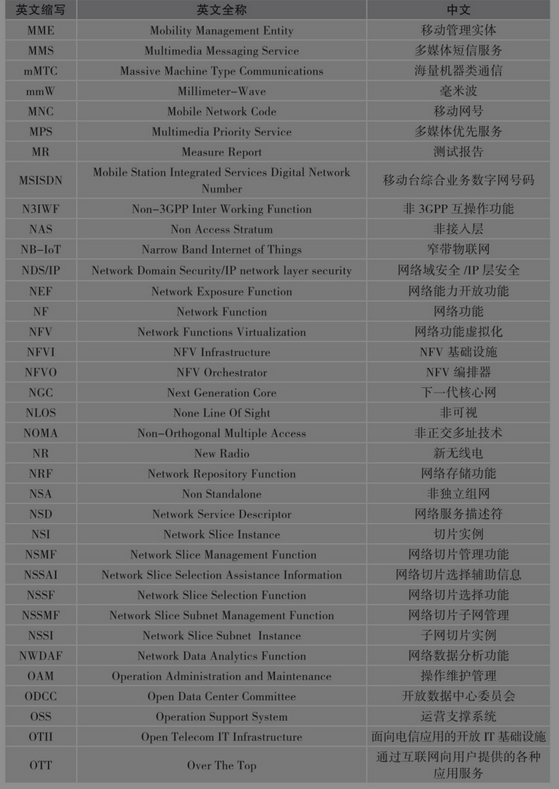 英文缩写 英文全称 中文
MME Mobility Management Entity 移动管理实体
MMS Multimedia Messaging Service 多媒体短信服务
mMTC Massive Machine Type Communications 海量机器类通信
mmW Millimeter-Wave 毫米波
MNC Mobile Network Code 移动网号
MPS Multimedia Priority Service 多媒体优先服务
MR Measure Report 测试报告
MSISDN Mobile Station Integrated Services Digital Network
Number 移动台综合业务数字网号码
N3IWF Non-3GPP Inter Working Function 非 3GPP 互操作功能
NAS Non Access Stratum 非接入层
NB-IoT Narrow Band Internet of Things 窄带物联网
NDS/IP Network Domain Security/IP network layer security 网络域安全 /IP 层安全
NEF Network Exposure Function 网络能力开放功能
NF Network Function 网络功能
NFV Network Functions Virtualization 网络功能虚拟化
NFVI NFV Infrastructure NFV 基础设施
NFVO NFV Orchestrator NFV 编排器
NGC Next Generation Core 下一代核心网
NLOS None Line Of Sight 非可视
NOMA Non-Orthogonal Multiple Access 非正交多址技术
NR New Radio 新无线电
NRF Network Repository Function 网络存储功能
NSA Non Standalone 非独立组网
NSD Network Service Descriptor 网络服务描述符
NSI Network Slice Instance 切片实例
NSMF Network Slice Management Function 网络切片管理功能
NSSAI Network Slice Selection Assistance Information 网络切片选择辅助信息
NSSF Network Slice Selection Function 网络切片选择功能
NSSMF Network Slice Subnet Management Function 网络切片子网管理
NSSI Network Slice Subnet Instance 子网切片实例
NWDAF Network Data Analytics Function 网络数据分析功能
OAM Operation Administration and Maintenance 操作维护管理
ODCC Open Data Center Committee 开放数据中心委员会
OSS Operation Support System 运营支撑系统
OTII Open Telecom IT Infrastructure 面向电信应用的开放 IT 基础设施
OTT Over The Top 通过互联网向用户提供的各种
应用服务